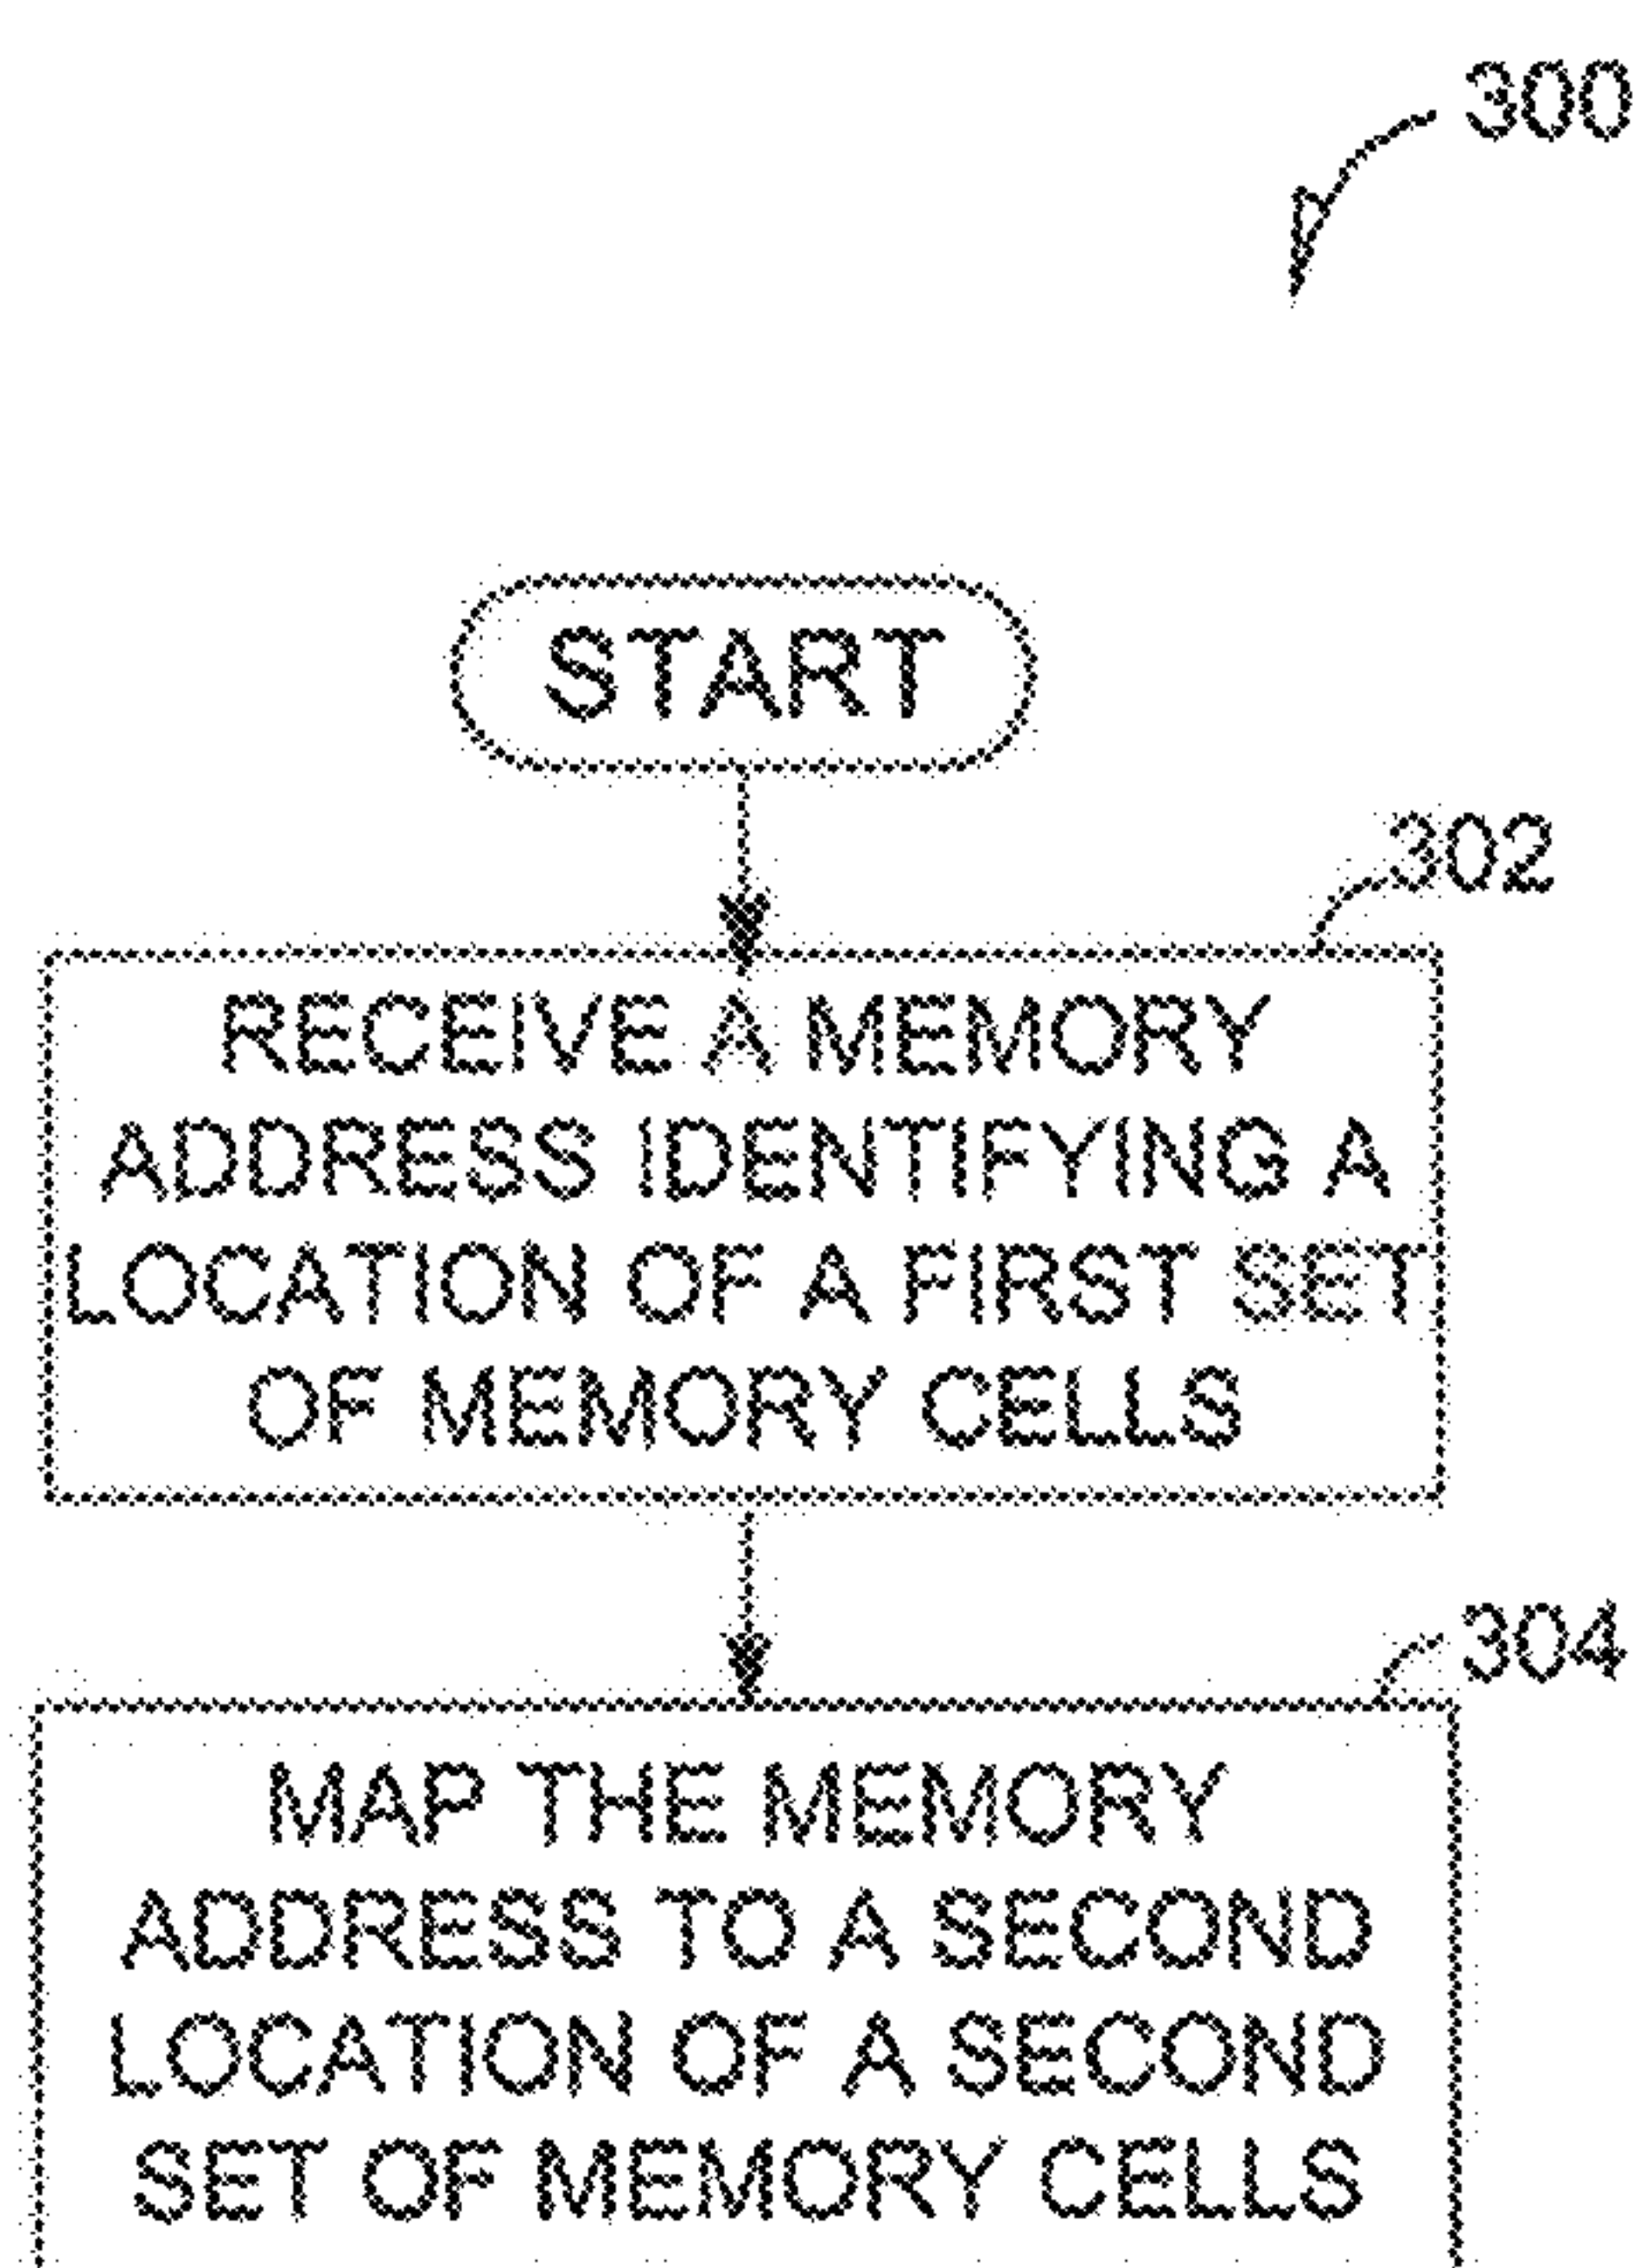 300
START
302
RECEIVE A MEMORY
ADDRESS IDENTIFYING A
LOCATION OF A FIRST SET
OF MEMORY CELLS
304
MAP THE MEMORY
ADDRESS TO A SECOND
LOCATION OF A SECOND
SET OF MEMORY CELLS